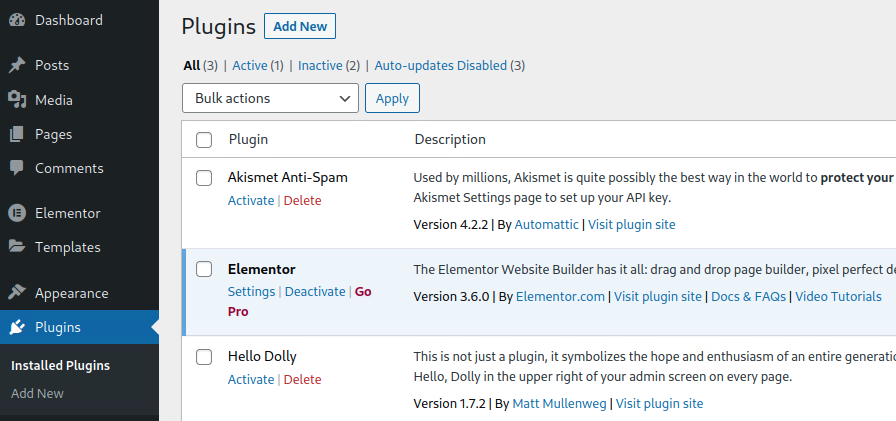 Dashboard
Posts
Media
Pages
Comments
Elementor
Templates
Appearance
Plugins
Installed Plugins
Add New
Plugins Add New
All (3) | Active (1) | Inactive (2) | Auto-updates Disabled (3)
Bulk actions Apply
Plugin Description
Akismet Anti-Spam
Activate | Delete
Used by millions, Akismet is quite possibly the best way in the world to protect your
Akismet Settings page to set up your API key.
Version 4.2.2 | By Automattic | Visit plugin site
Elementor
Settings | Deactivate | Go
Pro
The Elementor Website Builder has it all: drag and drop page builder, pixel perfect
Version 3.6.0 | By Elementor.com | Visit plugin site | Docs & FAQs | Video Tutorials
Hello Dolly
Activate | Delete
This is not just a plugin, it symbolizes the hope and enthusiasm of an entire
Hello, Dolly in the upper right of your admin screen on every page.
Version 1.7.2 | By Matt Mullenweg | Visit plugin site